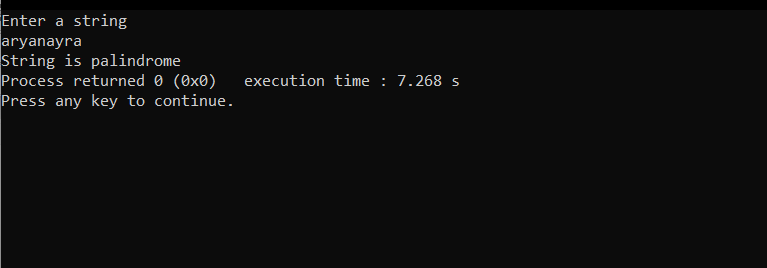 Enter a string
aryanayra
String is palindrome
Process returned 0 (0x0)   execution time : 7.268 s
Press any key to continue.